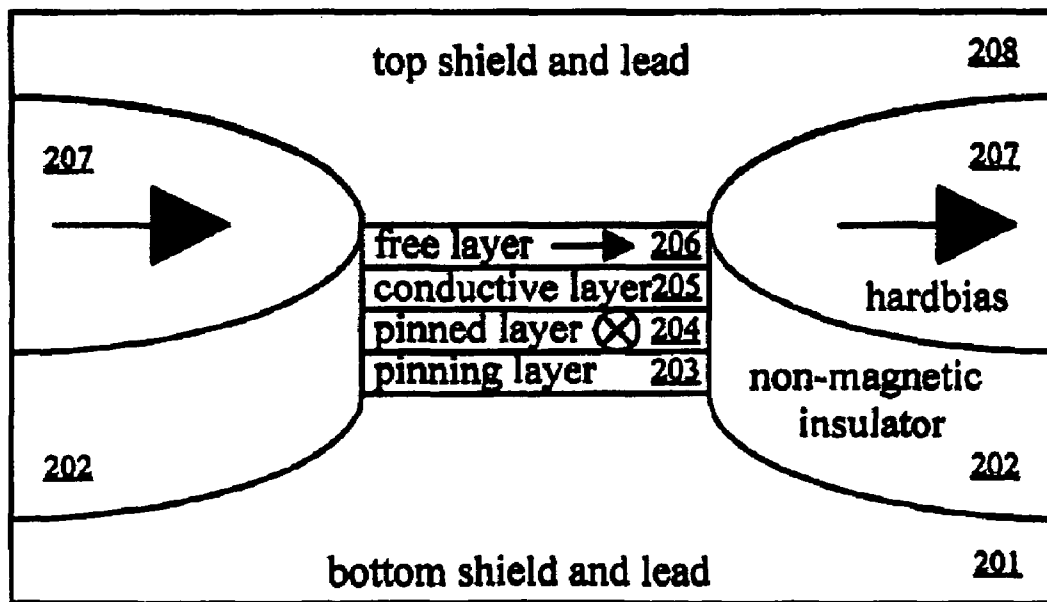 208
top shield and lead
207
207
free layer 206
conductive layer 205
hardbias
pinned layer 204
pinning layer 203
non-magnetic
insulator
202
202
201
bottom shield and lead